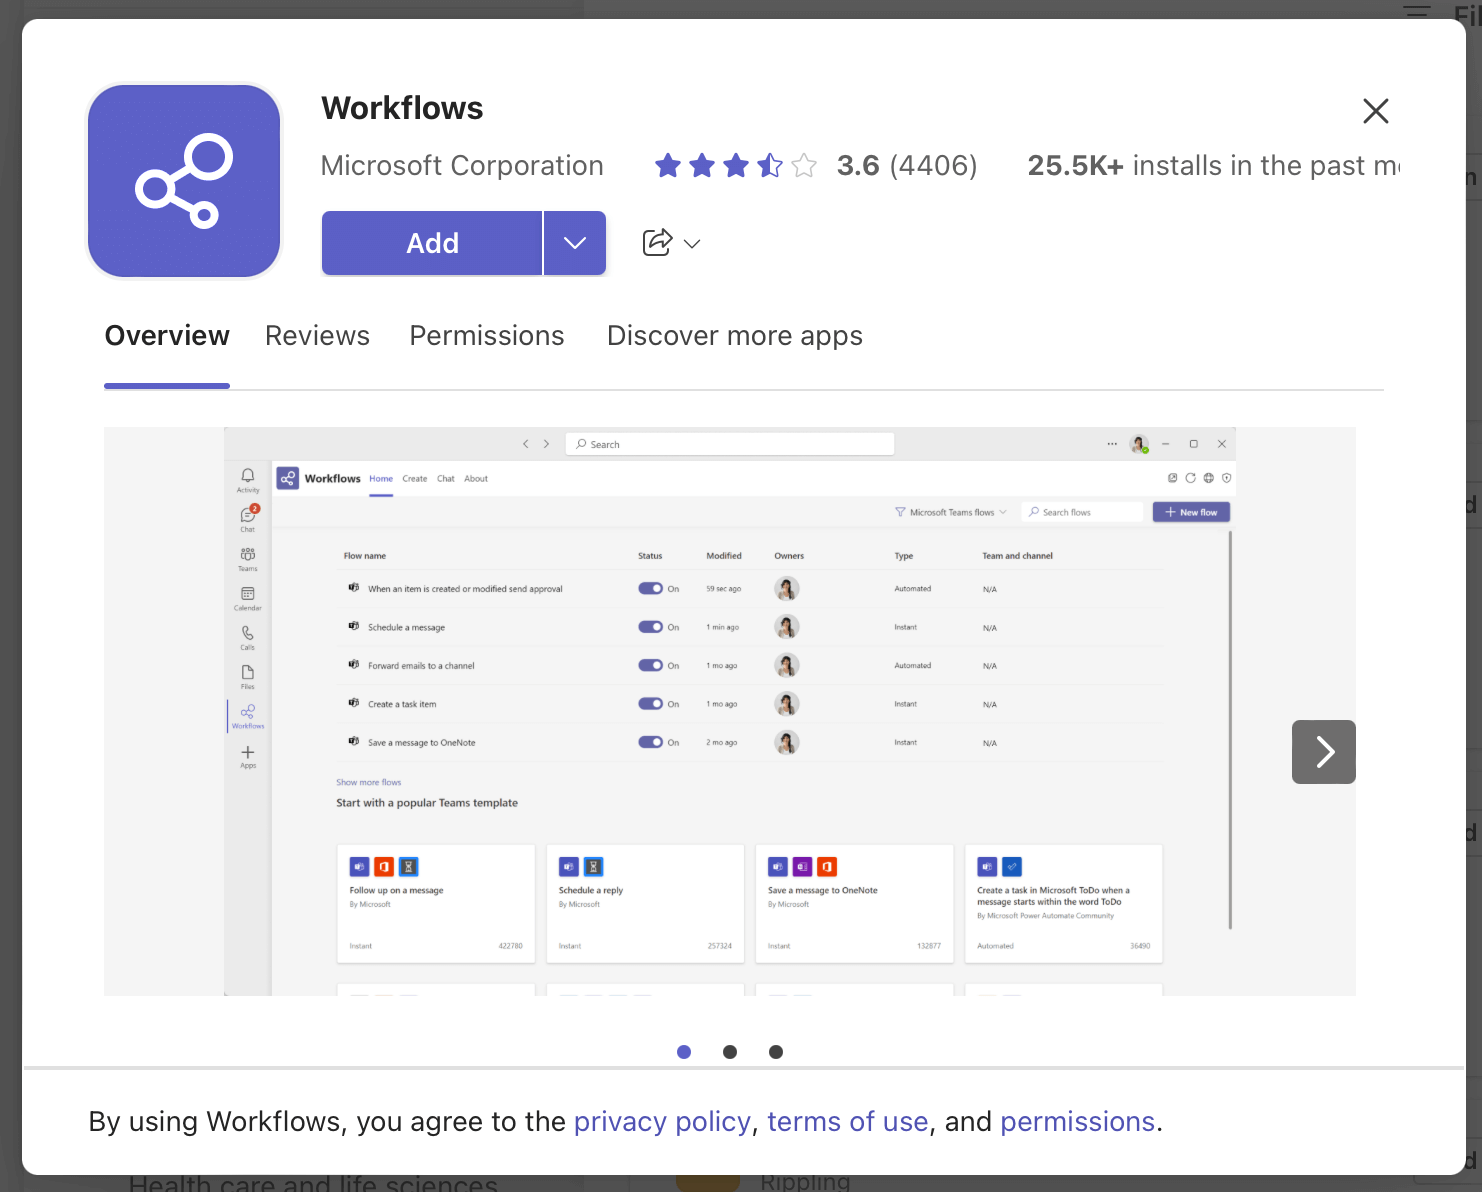 Fil
Workflows
Microsoft Corporation
3.6 (4406)
25.5K+ installs in the past m
Add
Overview
Reviews
Permissions
Discover more apps
Search
Workflows
Home
Create
Chat
About
Activity
2
Chat
Teams
Calendar
Calls
Files
Workflows
Apps
Microsoft Teams flows
Search flows
New flow
Flow name
Status
Modified
Owners
Type
Team and channel
When an item is created or modified send approval
On
59 sec ago
Automated
N/A
Schedule a message
On
1 min ago
Instant
N/A
Forward emails to a channel
On
1 mo ago
Automated
N/A
Create a task item
On
1 mo ago
Instant
N/A
Save a message to OneNote
On
2 mo ago
Instant
N/A
Show more flows
Start with a popular Teams template
Follow up on a message
By Microsoft
Instant
422780
Schedule a reply
By Microsoft
Instant
257324
Save a message to OneNote
By Microsoft
Instant
132877
Create a task in Microsoft ToDo when a
message starts within the word ToDo
By Microsoft Power Automate Community
Automated
36490
By using Workflows, you agree to the privacy policy, terms of use, and permissions.
Health care and life sciences
Rippling